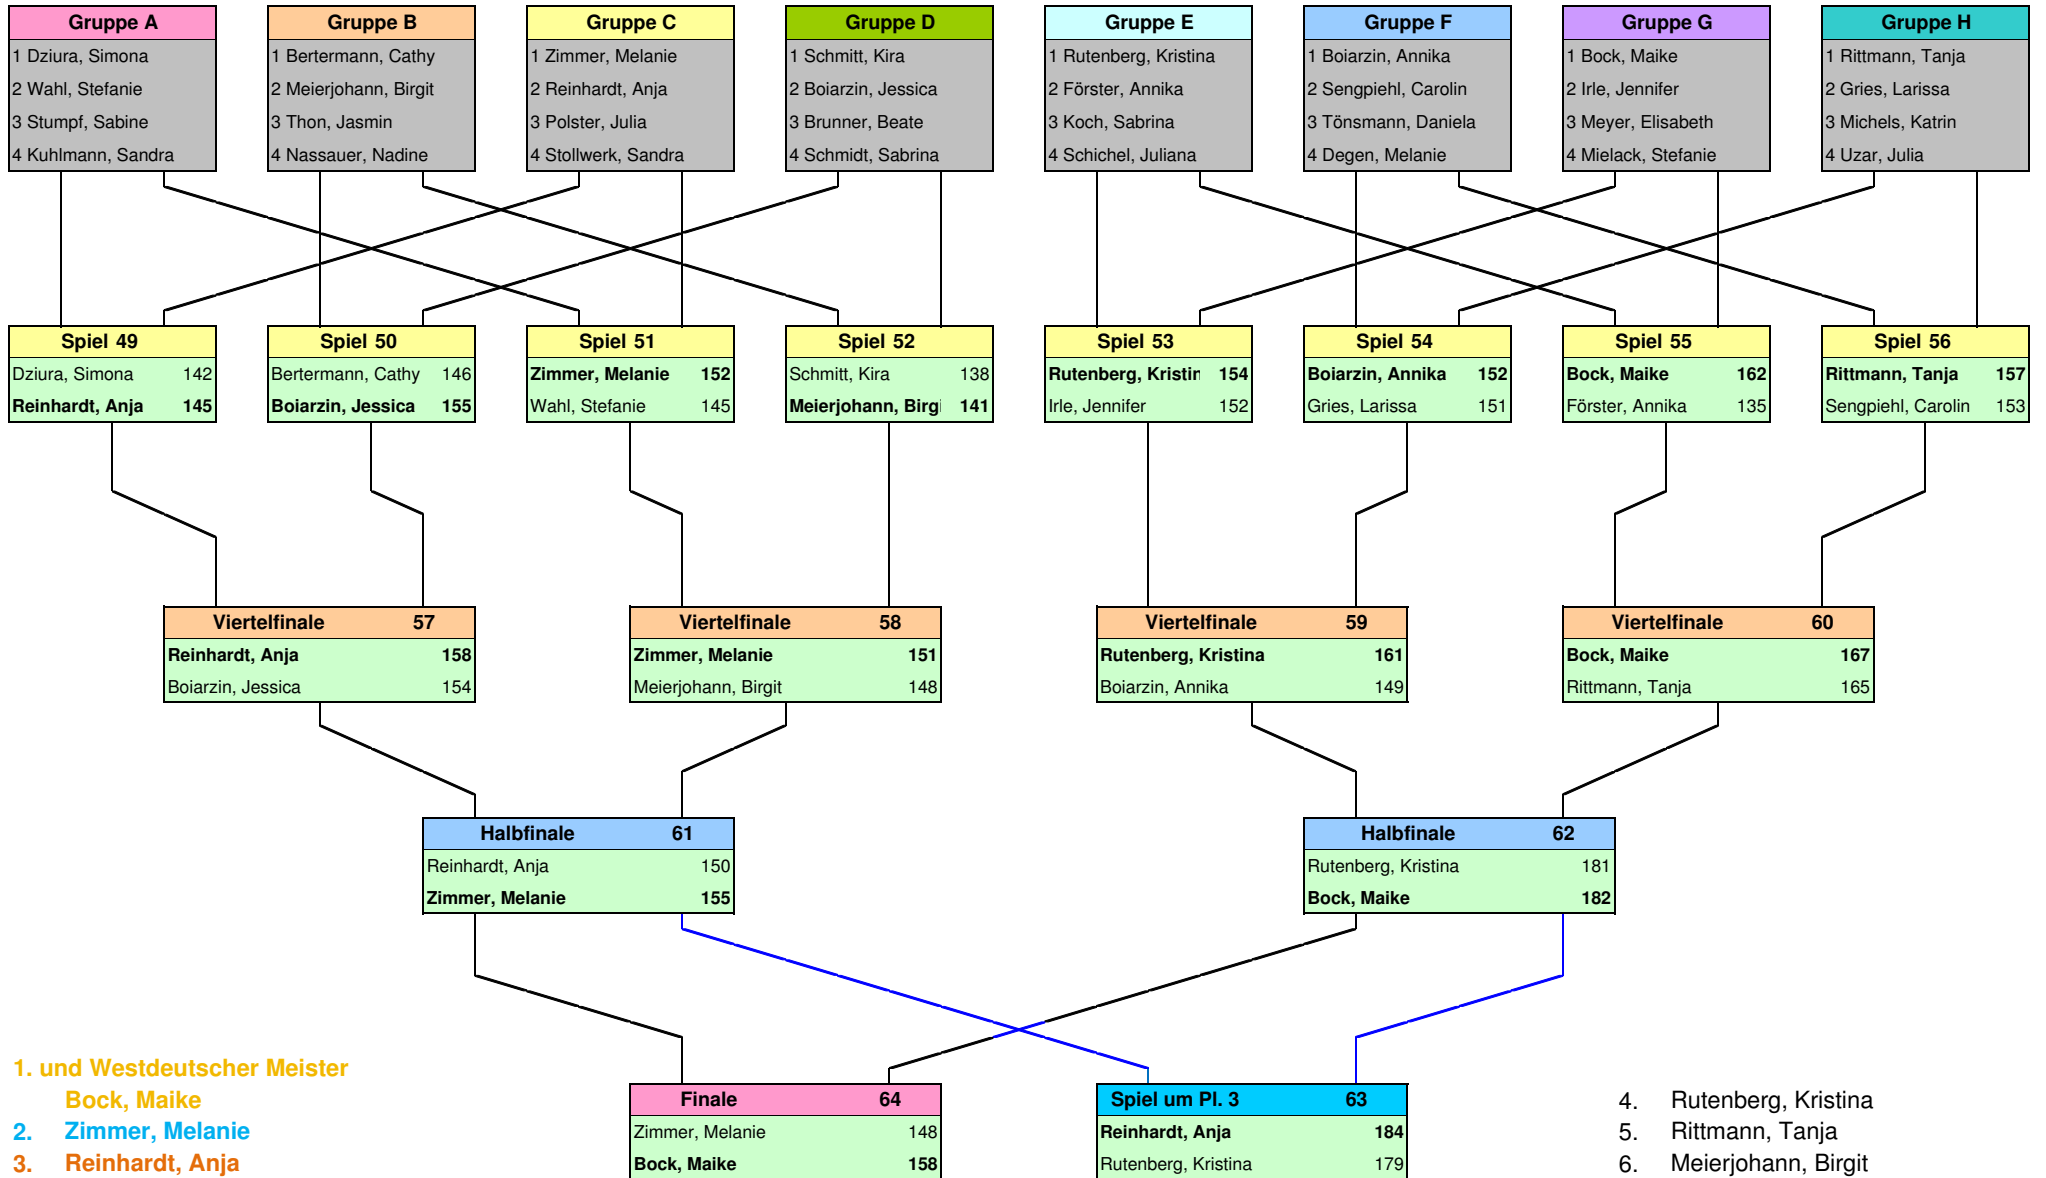 Gruppe A
1 Dziura, Simona
2 Wahl, Stefanie
3 Stumpf, Sabine
4 Kuhlmann, Sandra
Gruppe B
1 Bertermann, Cathy
2 Meierjohann, Birgit
3 Thon, Jasmin
4 Nassauer, Nadine
Gruppe C
1 Zimmer, Melanie
2 Reinhardt, Anja
3 Polster, Julia
4 Stollwerk, Sandra
Gruppe D
1 Schmitt, Kira
2 Boiarzin, Jessica
3 Brunner, Beate
4 Schmidt, Sabrina
Gruppe E
1 Rutenberg, Kristina
2 Förster, Annika
3 Koch, Sabrina
4 Schichel, Juliana
Gruppe F
1 Boiarzin, Annika
2 Sengpiehl, Carolin
3 Tönsmann, Daniela
4 Degen, Melanie
Gruppe G
1 Bock, Maike
2 Irle, Jennifer
3 Meyer, Elisabeth
4 Mielack, Stefanie
Gruppe H
1 Rittmann, Tanja
2 Gries, Larissa
3 Michels, Katrin
4 Uzar, Julia
Spiel 49
Dziura, Simona 142
Reinhardt, Anja 145
Spiel 50
Bertermann, Cathy 146
Boiarzin, Jessica 155
Spiel 51
Zimmer, Melanie 152
Wahl, Stefanie 145
Spiel 52
Schmitt, Kira 138
Meierjohann, Birgi 141
Spiel 53
Rutenberg, Kristin 154
Irle, Jennifer 152
Spiel 54
Boiarzin, Annika 152
Gries, Larissa 151
Spiel 55
Bock, Maike 162
Förster, Annika 135
Spiel 56
Rittmann, Tanja 157
Sengpiehl, Carolin 153
Viertelfinale 57
Reinhardt, Anja 158
Boiarzin, Jessica 154
Viertelfinale 58
Zimmer, Melanie 151
Meierjohann, Birgit 148
Viertelfinale 59
Rutenberg, Kristina 161
Boiarzin, Annika 149
Viertelfinale 60
Bock, Maike 167
Rittmann, Tanja 165
Halbfinale 61
Reinhardt, Anja 150
Zimmer, Melanie 155
Halbfinale 62
Rutenberg, Kristina 181
Bock, Maike 182
1. und Westdeutscher Meister
Bock, Maike
2. Zimmer, Melanie
3. Reinhardt, Anja
Finale 64
Zimmer, Melanie 148
Bock, Maike 158
Spiel um Pl. 3 63
Reinhardt, Anja 184
Rutenberg, Kristina 179
4. Rutenberg, Kristina
5. Rittmann, Tanja
6. Meierjohann, Birgit